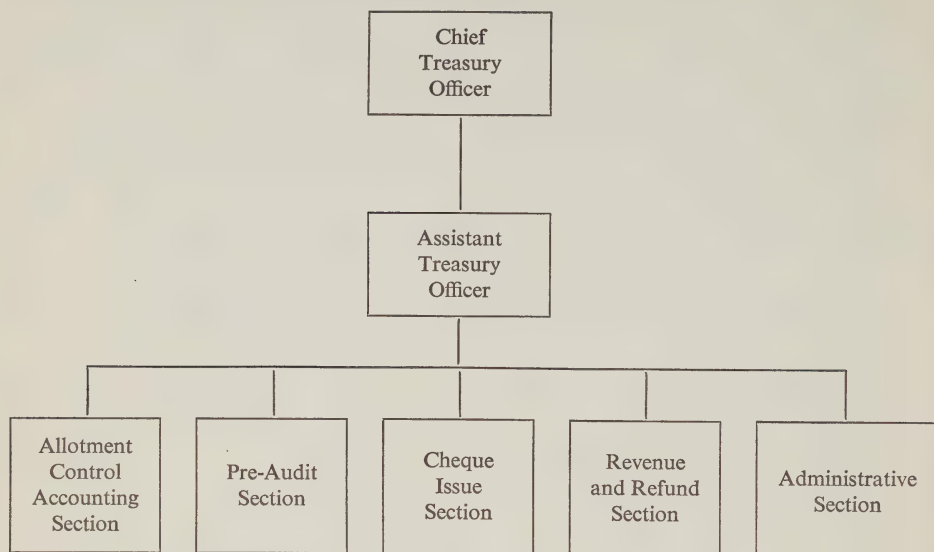 Chief
Treasury
Officer
Assistant
Treasury
Officer
Allotment
Control
Accounting
Section
Pre-Audit
Section
Cheque
Issue
Section
Revenue
and Refund
Section
Administrative
Section